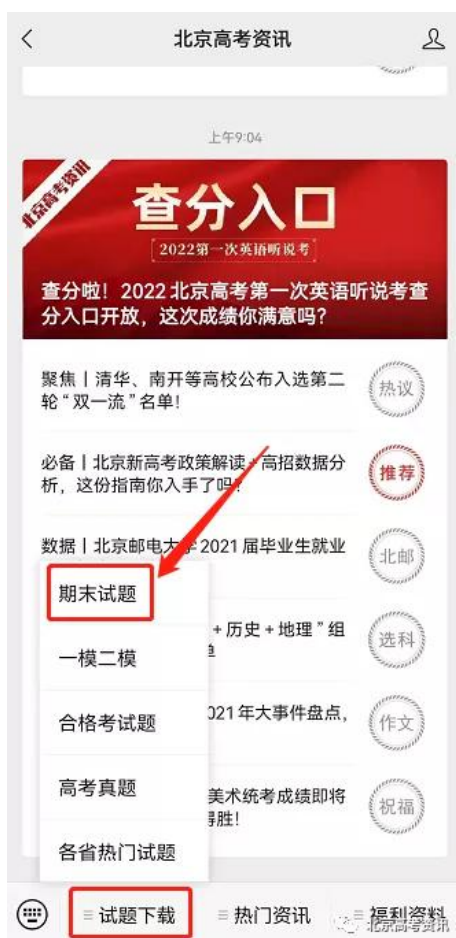 北京高考资讯
上午9:04
北京高考资讯
查分入口
2022第一次英语听说考
查分啦！2022北京高考第一次英语听说考查
分入口开放，这次成绩你满意吗？
聚焦丨清华、南开等高校公布入选第二
轮“双一流”名单！
热议
必备丨北京新高考政策解读+高招数据分
析，这份指南你入手了吗？
推荐
数据丨北京邮电大学2021届毕业生就业
北邮
期末试题
+历史+地理”组
选科
一模二模
合格考试题
021年大事件盘点，
作文
高考真题
美术统考成绩即将
得胜！
祝福
各省热门试题
试题下载
热门资讯
福利资料
北京高考资讯